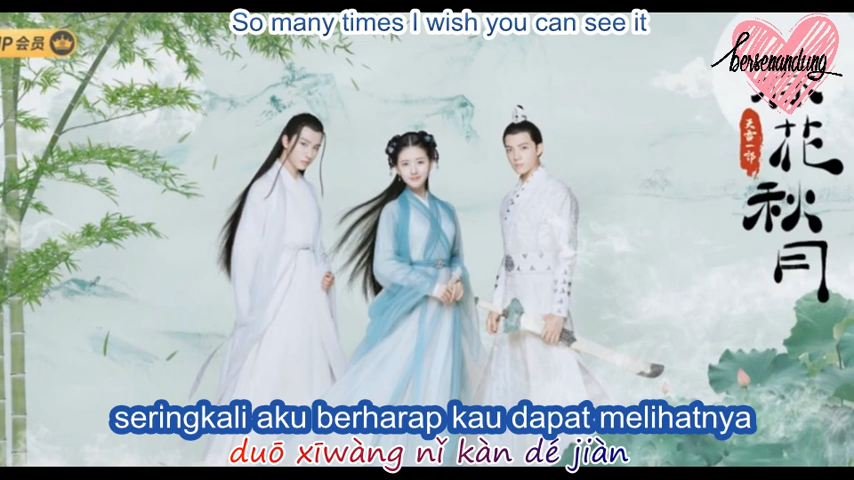 So many times I wish you can see it
IP 会员
bersenandung
花秋月
天雷一部
seringkali aku berharap kau dapat melihatnya
duō xīwàng nǐ kàn dé jiàn